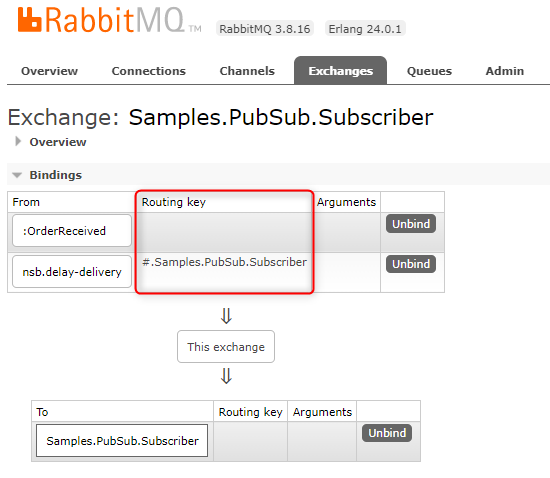 RabbitMQ TM RabbitMQ 3.8.16 Erlang 24.0.1
Overview Connections Channels Exchanges Queues Admin
Exchange: Samples.PubSub.Subscriber
Overview
Bindings
From Routing key Arguments
:OrderReceived Unbind
nsb.delay-delivery #.Samples.PubSub.Subscriber Unbind
⇓
This exchange
⇓
To Routing key Arguments
Samples.PubSub.Subscriber Unbind